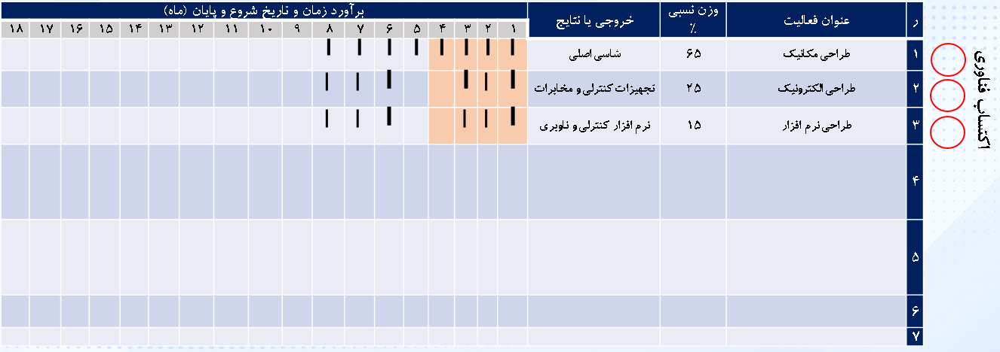 ر عنوان فعالیت وزن نسبی ٪ خروجی یا نتایج برآورد زمان و تاریخ شروع و پایان (ماه)
۱ ۲ ۳ ۴ ۵ ۶ ۷ ۸ ۹ ۱۰ ۱۱ ۱۲ ۱۳ ۱۴ ۱۵ ۱۶ ۱۷ ۱۸
۱ طراحی مکانیک ۶۵ شاسی اصلی
۲ طراحی الکترونیک ۲۵ تجهیزات کنترلی و مخابرات
۳ طراحی نرم افزار ۱۵ نرم افزار کنترلی و ناوبری
۴
۵
۶
۷
اکتساب فناوری